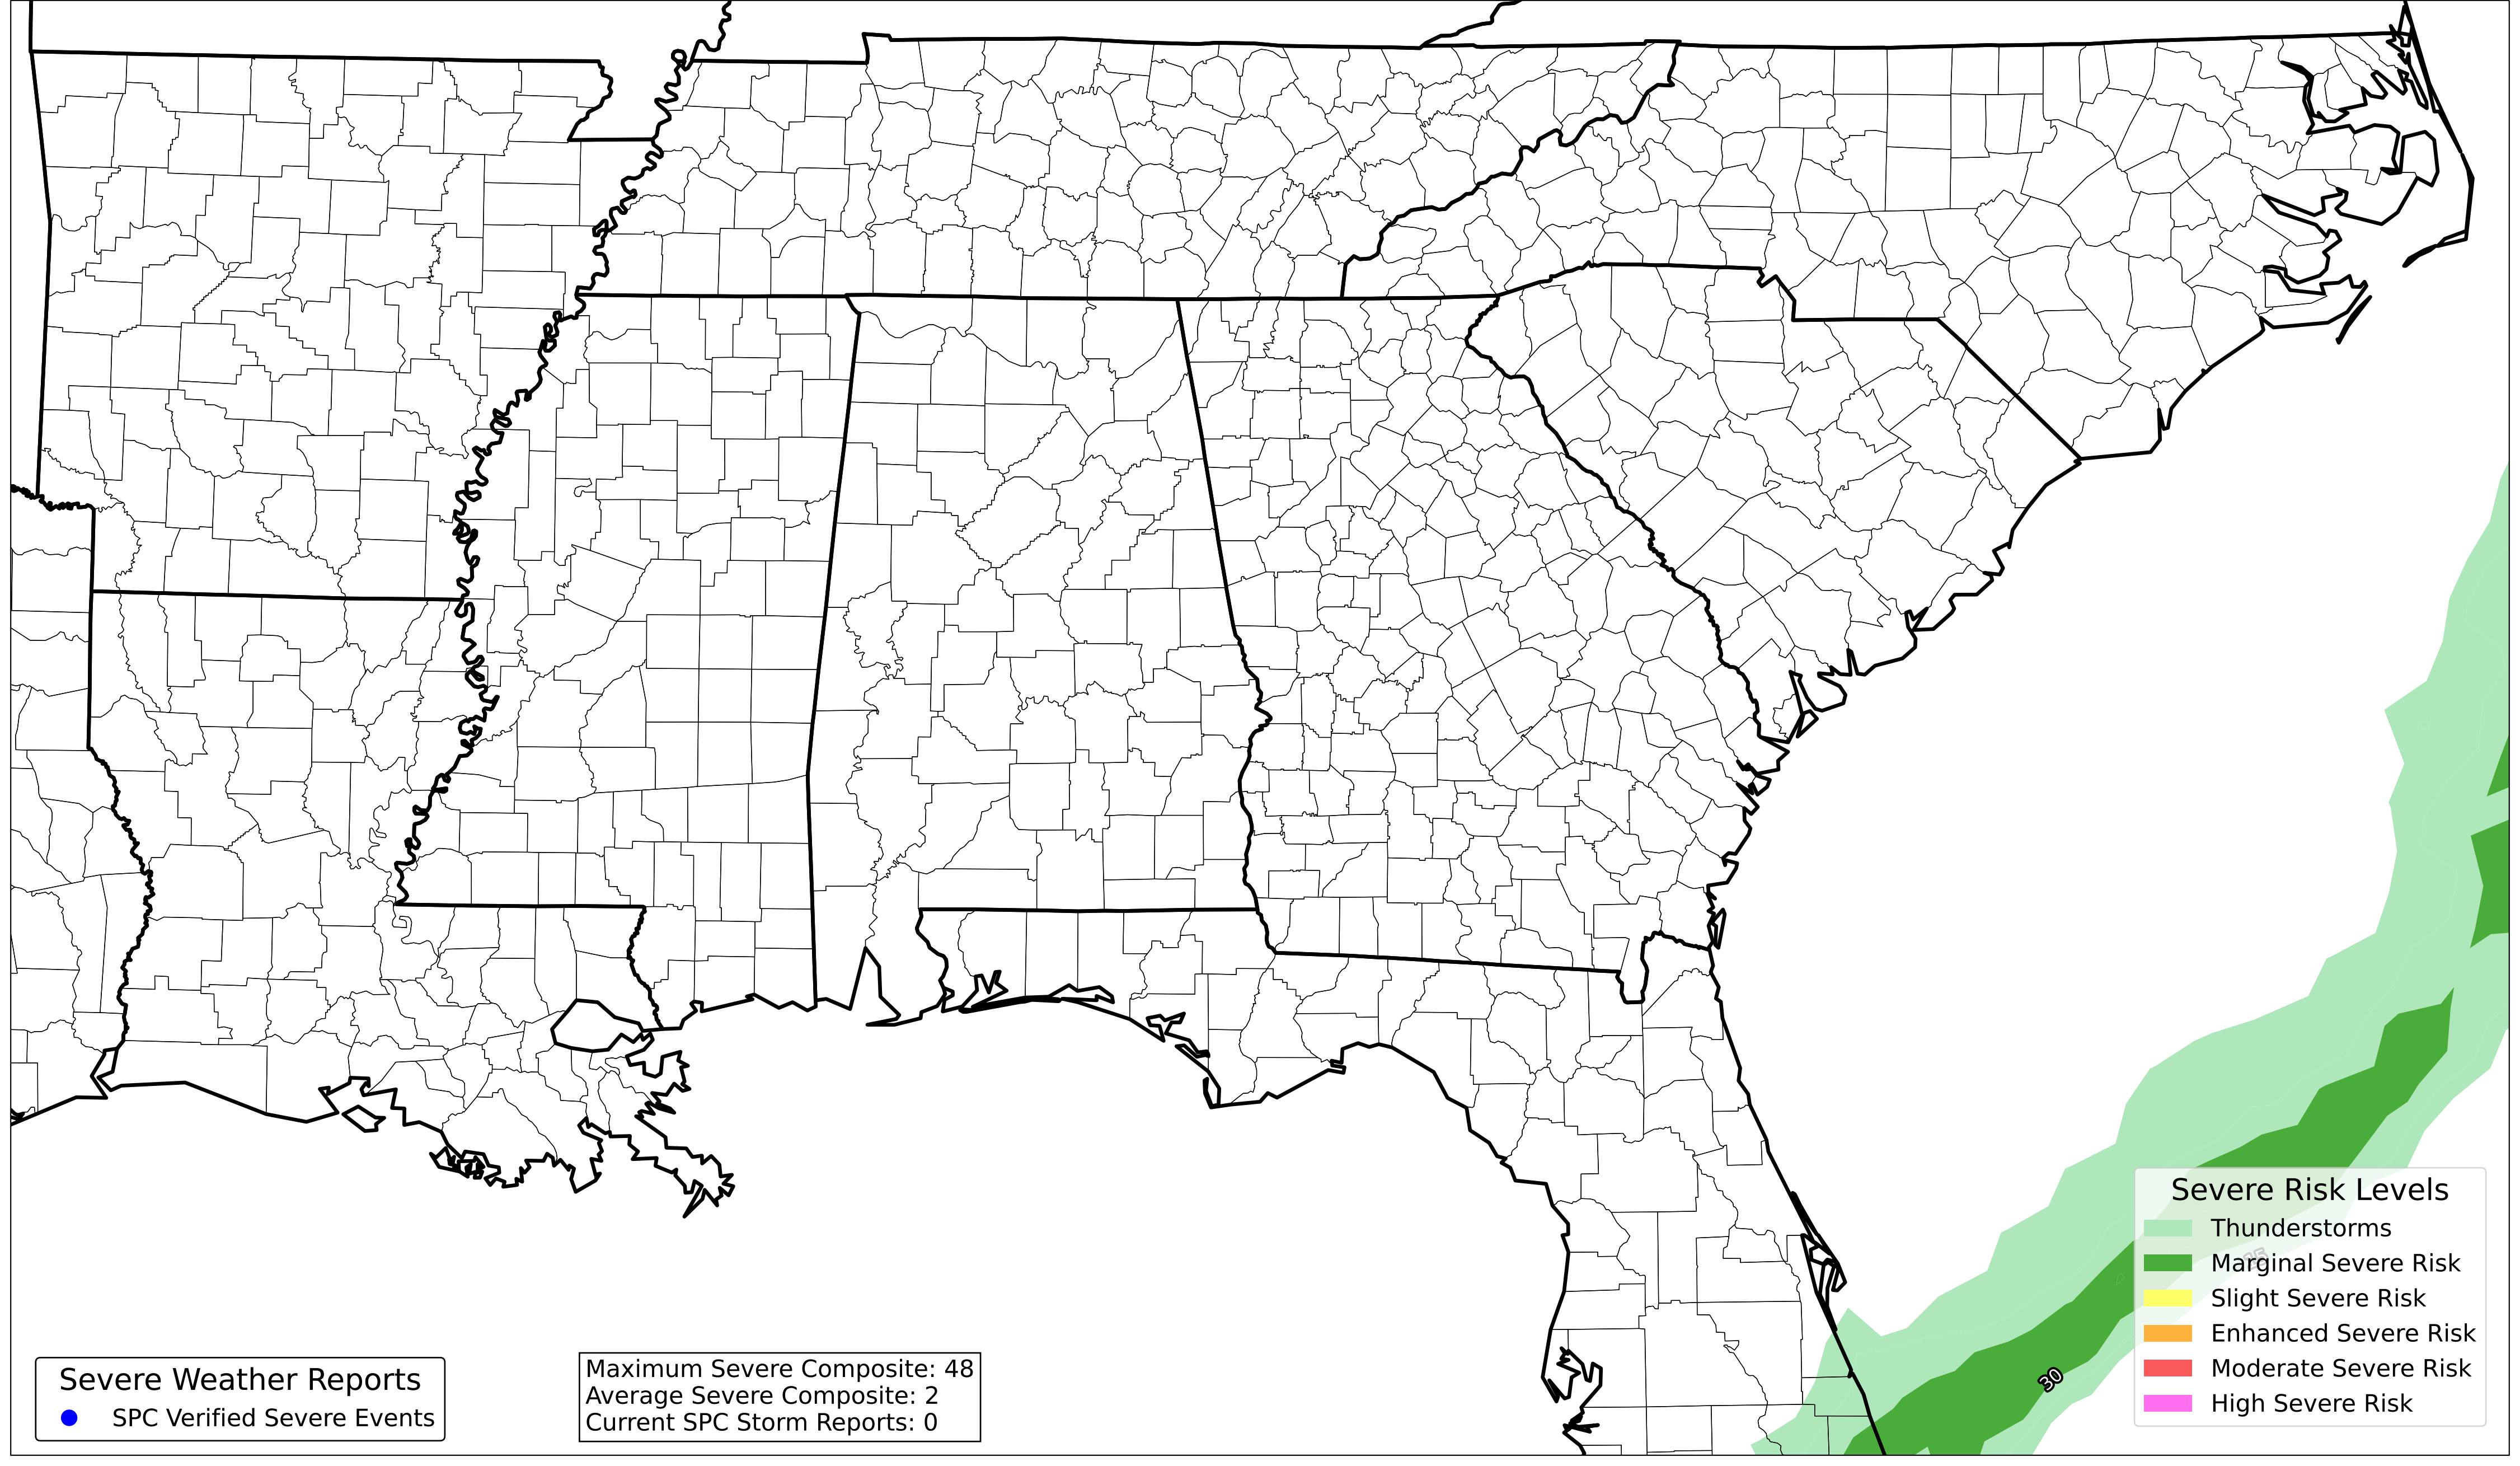 30
Severe Risk Levels
Thunderstorms
Marginal Severe Risk
Slight Severe Risk
Enhanced Severe Risk
Moderate Severe Risk
High Severe Risk
Severe Weather Reports
SPC Verified Severe Events
Maximum Severe Composite: 48
Average Severe Composite: 2
Current SPC Storm Reports: 0